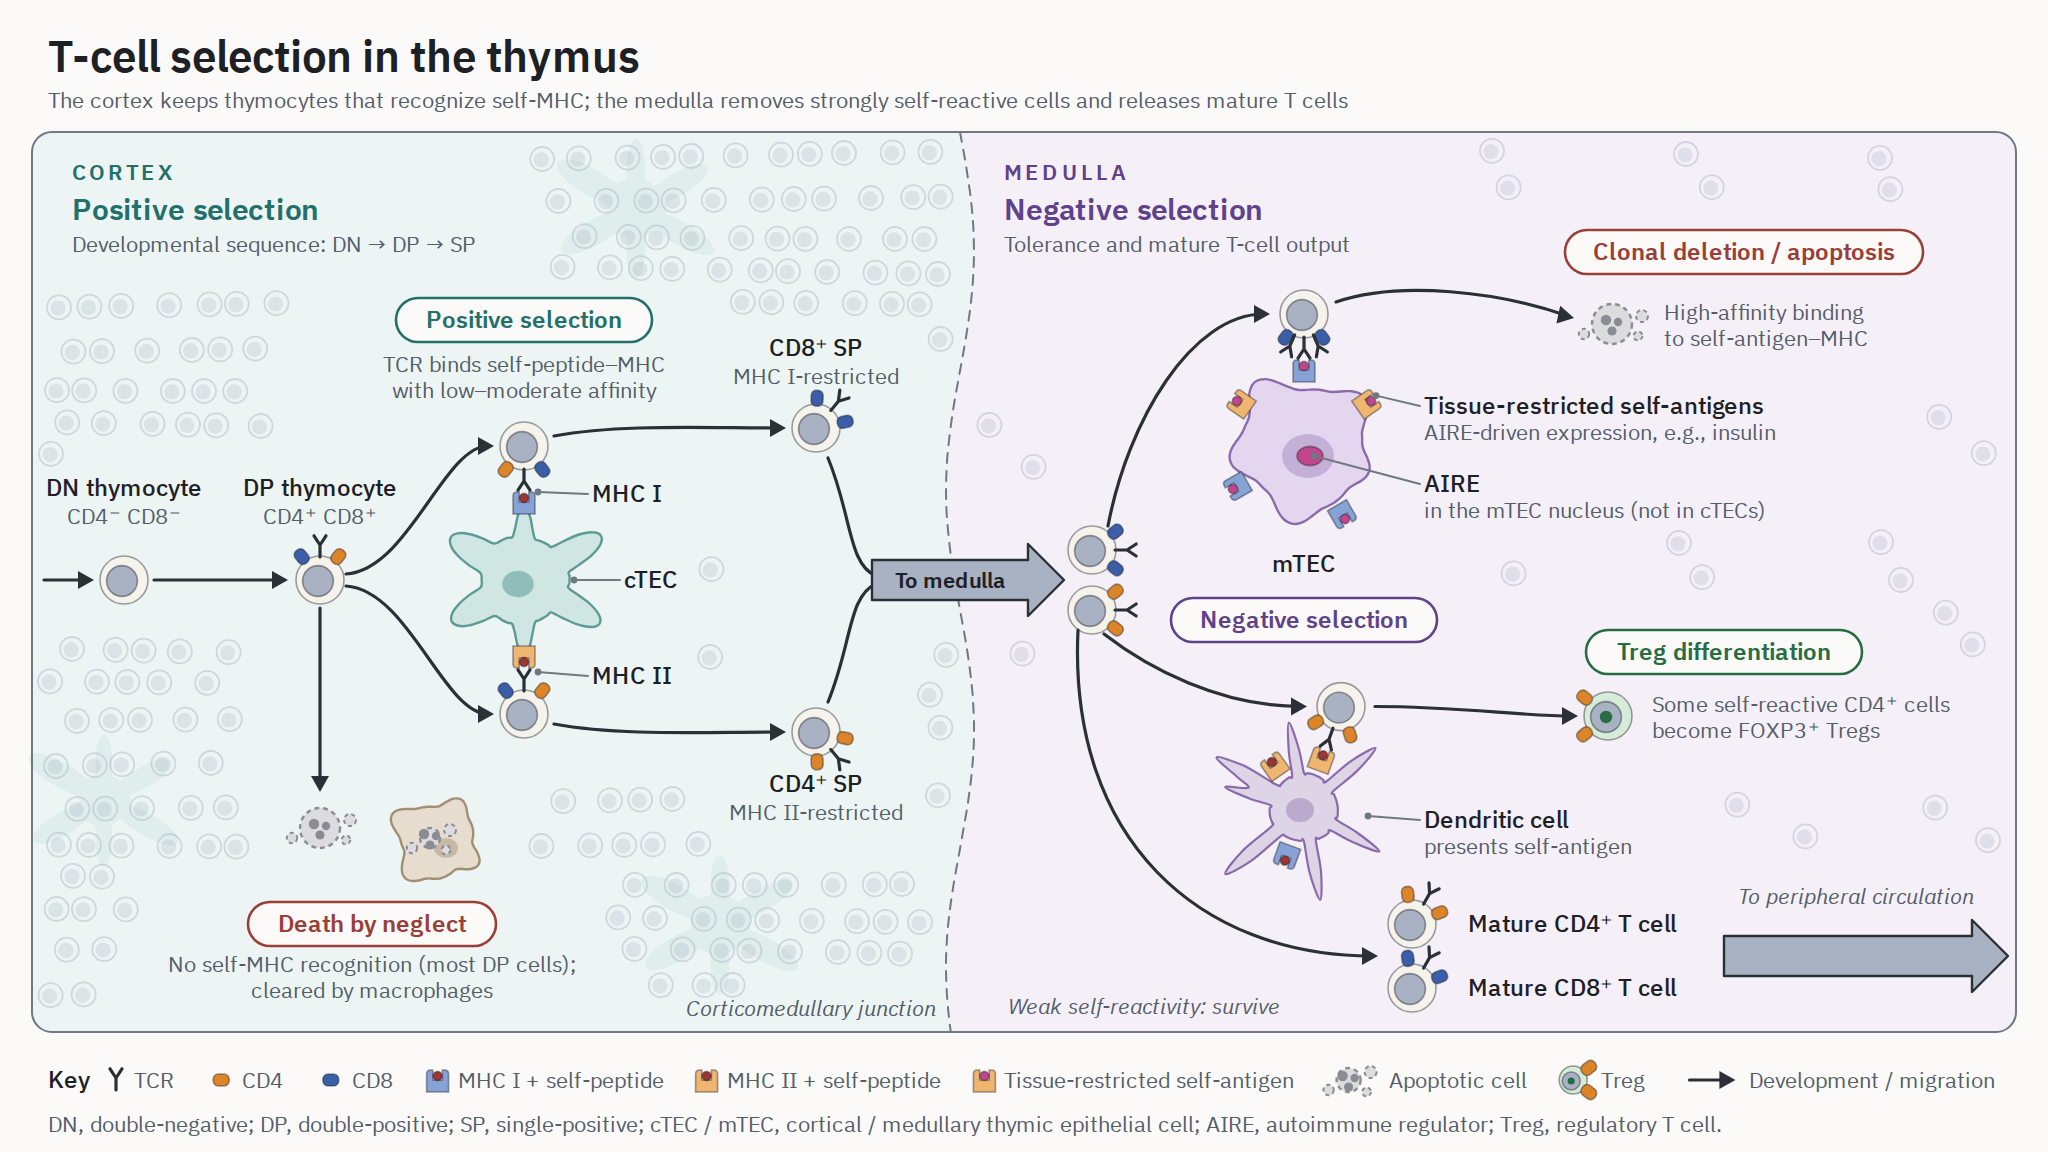 T-cell selection in the thymus
The cortex keeps thymocytes that recognize self-MHC; the medulla removes strongly self-reactive cells and releases mature T cells
CORTEX
Positive selection
Developmental sequence: DN → DP → SP
Positive selection
TCR binds self-peptide–MHC
with low–moderate affinity
CD8⁺ SP
MHC I-restricted
DN thymocyte
CD4⁻ CD8⁻
DP thymocyte
CD4⁺ CD8⁺
MHC I
cTEC
MHC II
To medulla
CD4⁺ SP
MHC II-restricted
Death by neglect
No self-MHC recognition (most DP cells);
cleared by macrophages
Corticomedullary junction
MEDULLA
Negative selection
Tolerance and mature T-cell output
Clonal deletion / apoptosis
High-affinity binding
to self-antigen–MHC
Tissue-restricted self-antigens
AIRE-driven expression, e.g., insulin
AIRE
in the mTEC nucleus (not in cTECs)
mTEC
Negative selection
Treg differentiation
Some self-reactive CD4⁺ cells
become FOXP3⁺ Tregs
Dendritic cell
presents self-antigen
To peripheral circulation
Mature CD4⁺ T cell
Mature CD8⁺ T cell
Weak self-reactivity: survive
Key
TCR
CD4
CD8
MHC I + self-peptide
MHC II + self-peptide
Tissue-restricted self-antigen
Apoptotic cell
Treg
Development / migration
DN, double-negative; DP, double-positive; SP, single-positive; cTEC / mTEC, cortical / medullary thymic epithelial cell; AIRE, autoimmune regulator; Treg, regulatory T cell.